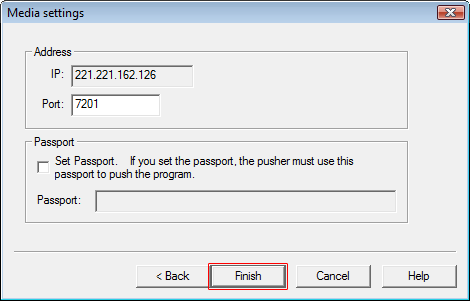 Media settings
Address
IP: 221.221.162.126
Port: 7201
Passport
Set Passport. If you set the passport, the pusher must use this
passport to push the program.
Passport:
< Back Finish Cancel Help